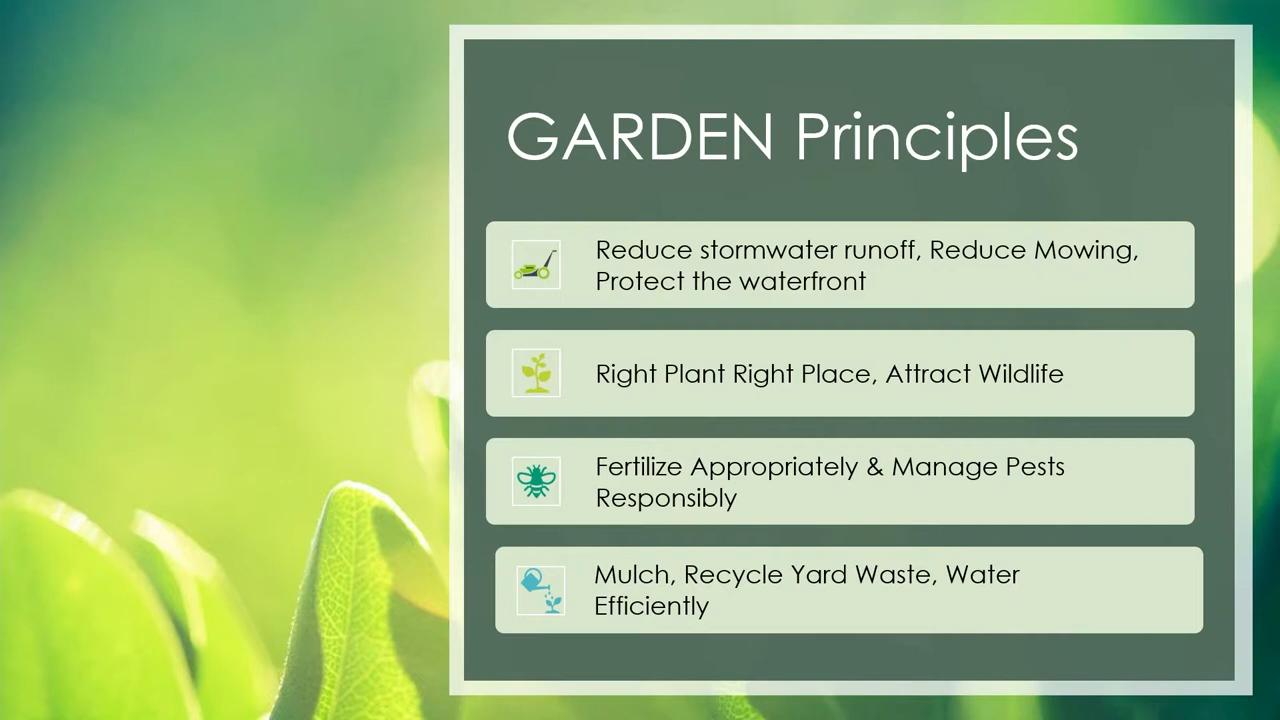 GARDEN Principles
Reduce stormwater runoff, Reduce Mowing,
Protect the waterfront
Right Plant Right Place, Attract Wildlife
Fertilize Appropriately & Manage Pests
Responsibly
Mulch, Recycle Yard Waste, Water
Efficiently